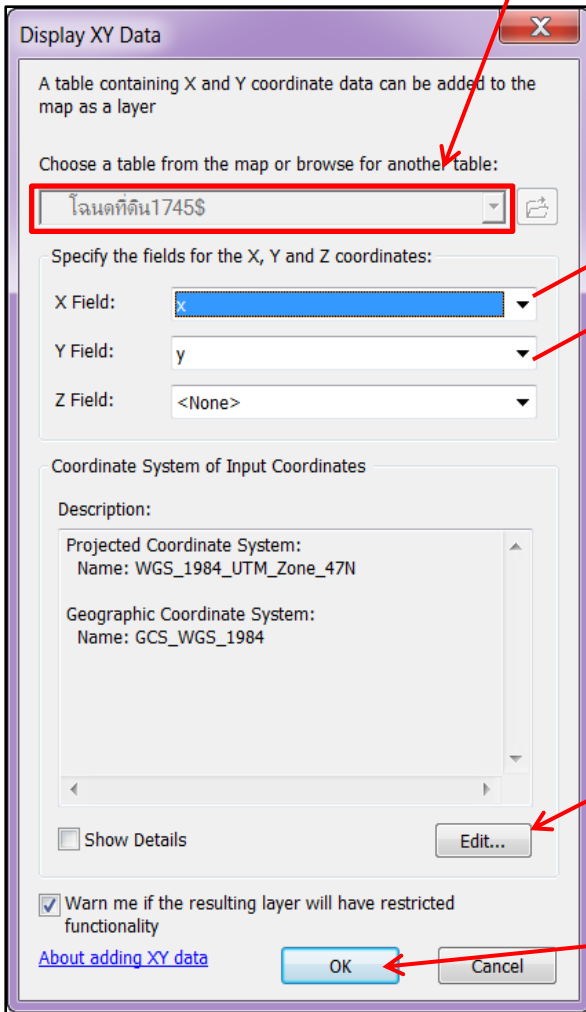 Display XY Data
A table containing X and Y coordinate data can be added to the
map as a layer
Choose a table from the map or browse for another table:
โฉนดที่ดิน1745$
Specify the fields for the X, Y and Z coordinates:
X Field:
x
Y Field:
y
Z Field:
<None>
Coordinate System of Input Coordinates
Description:
Projected Coordinate System:
Name: WGS_1984_UTM_Zone_47N
Geographic Coordinate System:
Name: GCS_WGS_1984
Show Details
Edit...
Warn me if the resulting layer will have restricted
functionality
About adding XY data
OK
Cancel